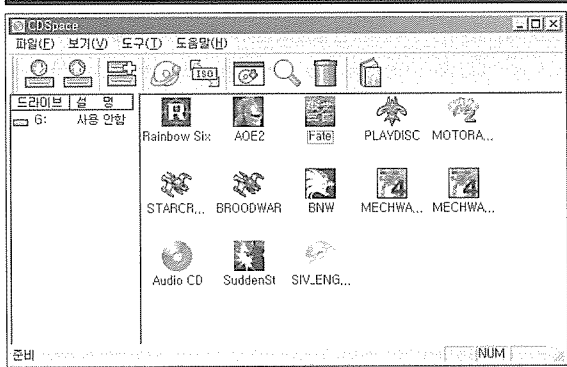 CDSpace
파일(F) 보기(V) 도구(T) 도움말(H)
ISO
드라이브 설 명
G: 사용 안함
Rainbow Six AOE2 Fate PLAYDISC MOTORA...
STARCR... BROODWAR BNW MECHWA... MECHWA...
Audio CD SuddenSt SIV_ENG...
준비 NUM